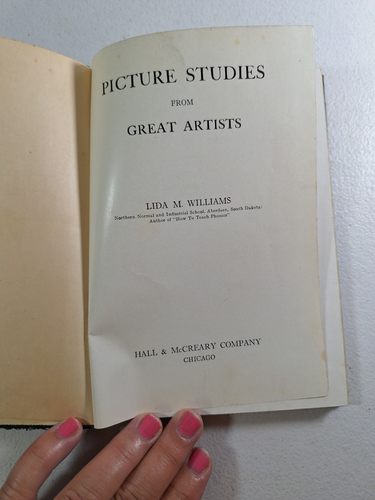 PICTURE STUDIES
FROM
GREAT ARTISTS
LIDA M. WILLIAMS
Northern Normal and Industrial School, Aberdeen, South Dakota;
Author of "How To Teach Phonics"
HALL & McCREARY COMPANY
CHICAGO